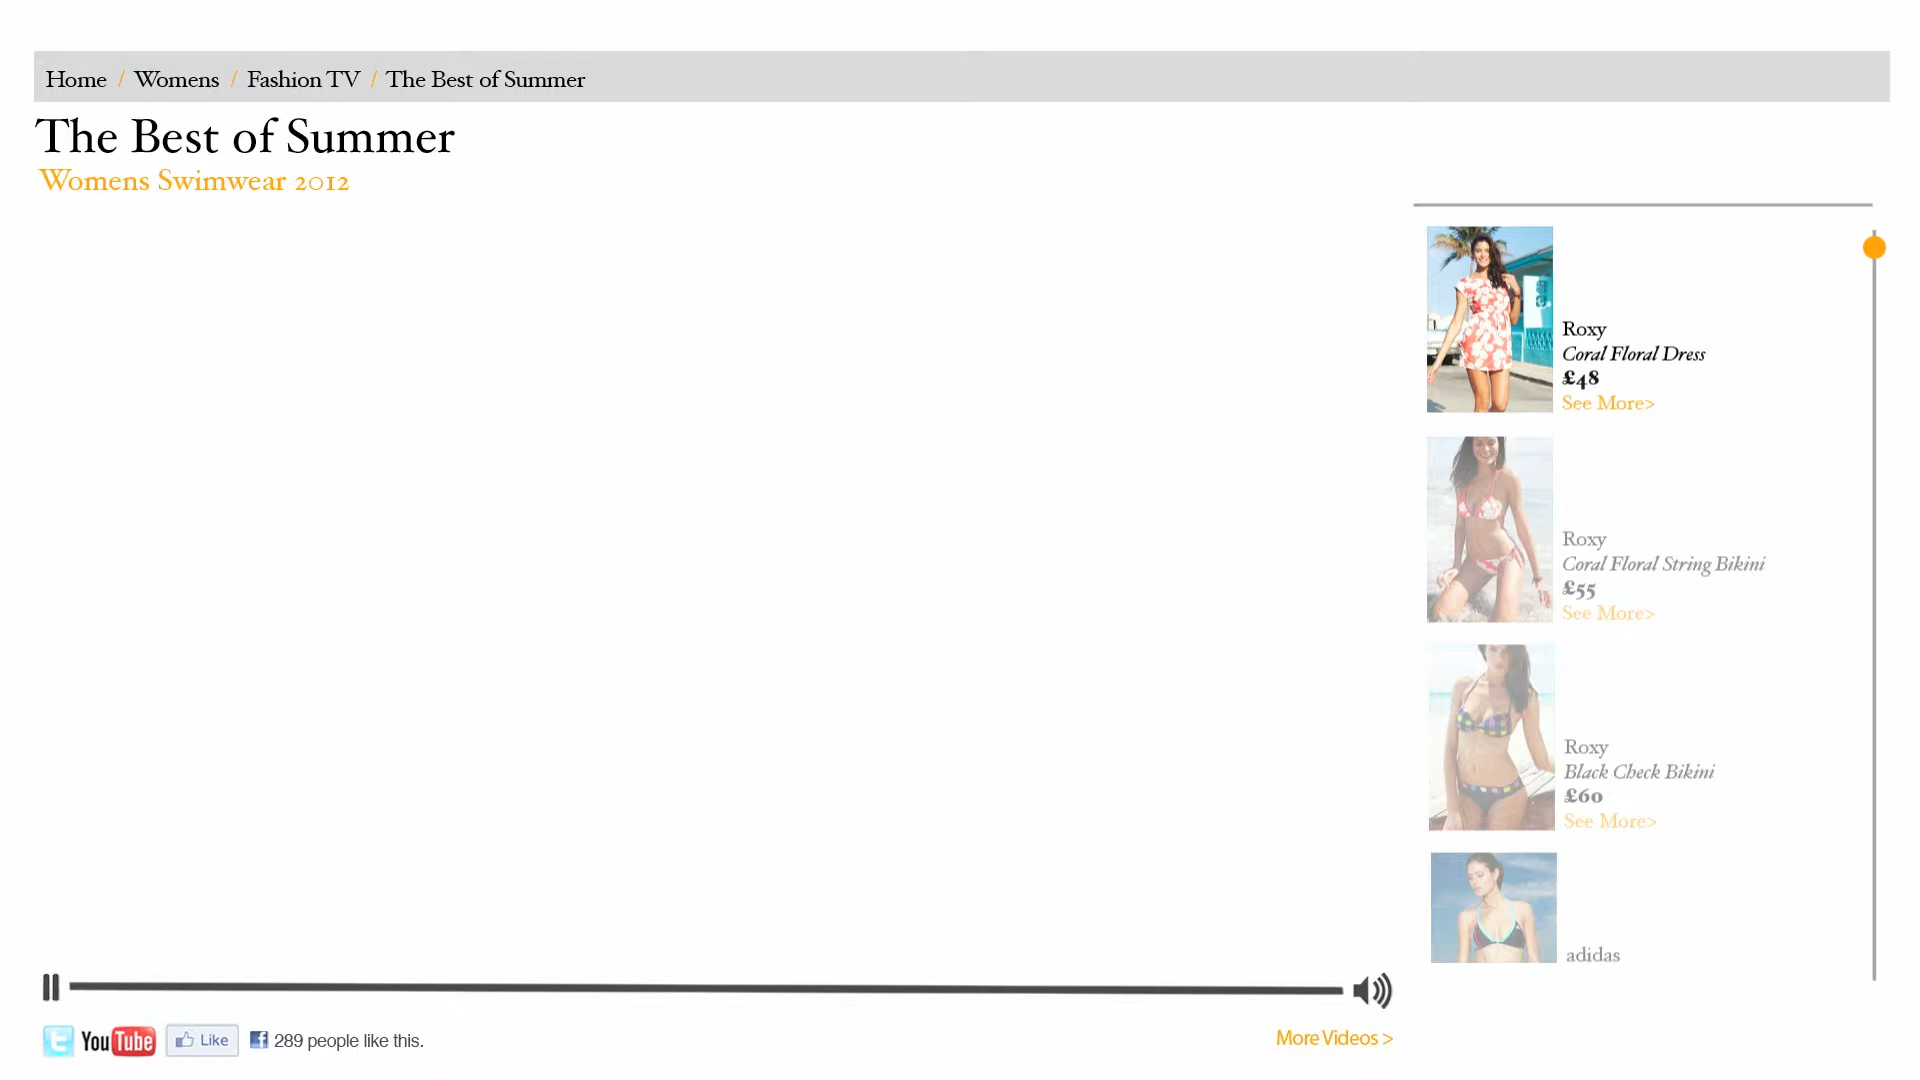 Home / Womens / Fashion TV / The Best of Summer
The Best of Summer
Womens Swimwear 2012
Roxy
Coral Floral Dress
£48
See More>
Roxy
Coral Floral String Bikini
£55
See More>
Roxy
Black Check Bikini
£60
See More>
adidas
YouTube
Like
289 people like this.
More Videos >